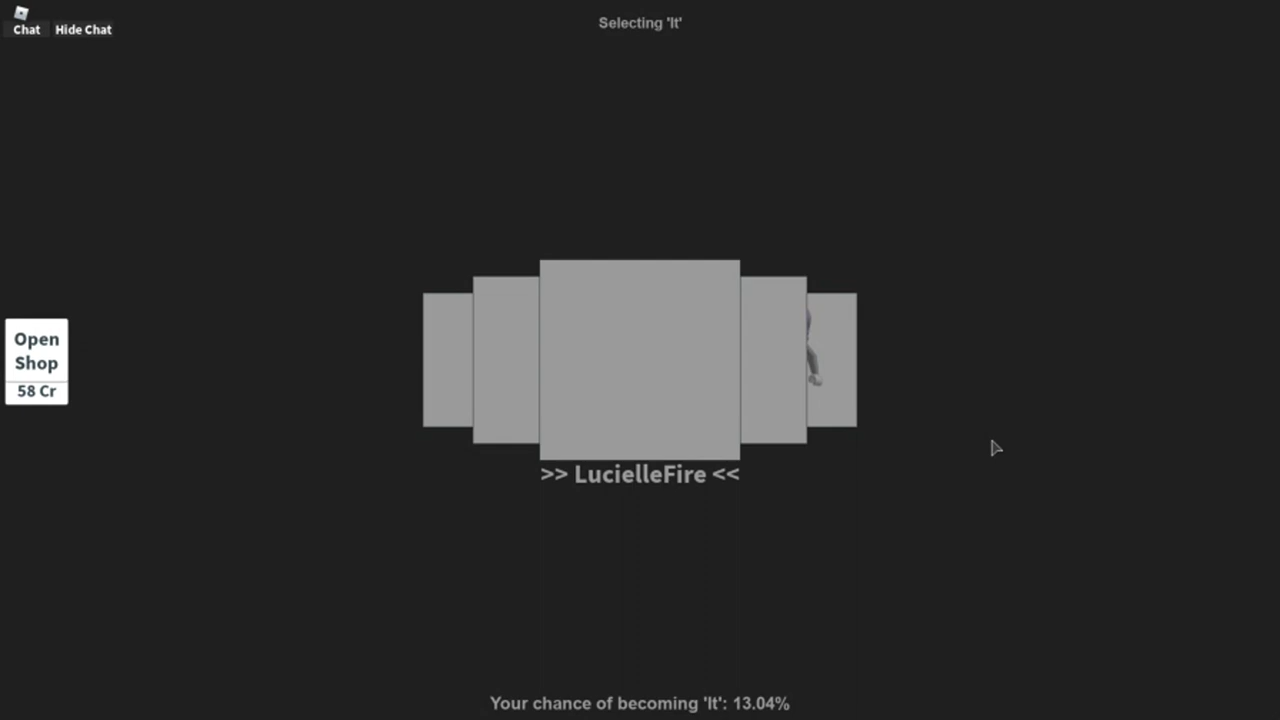 Selecting 'It'
Chat Hide Chat
Open
Shop
58 Cr
>> LucielleFire <<
Your chance of becoming 'It': 13.04%